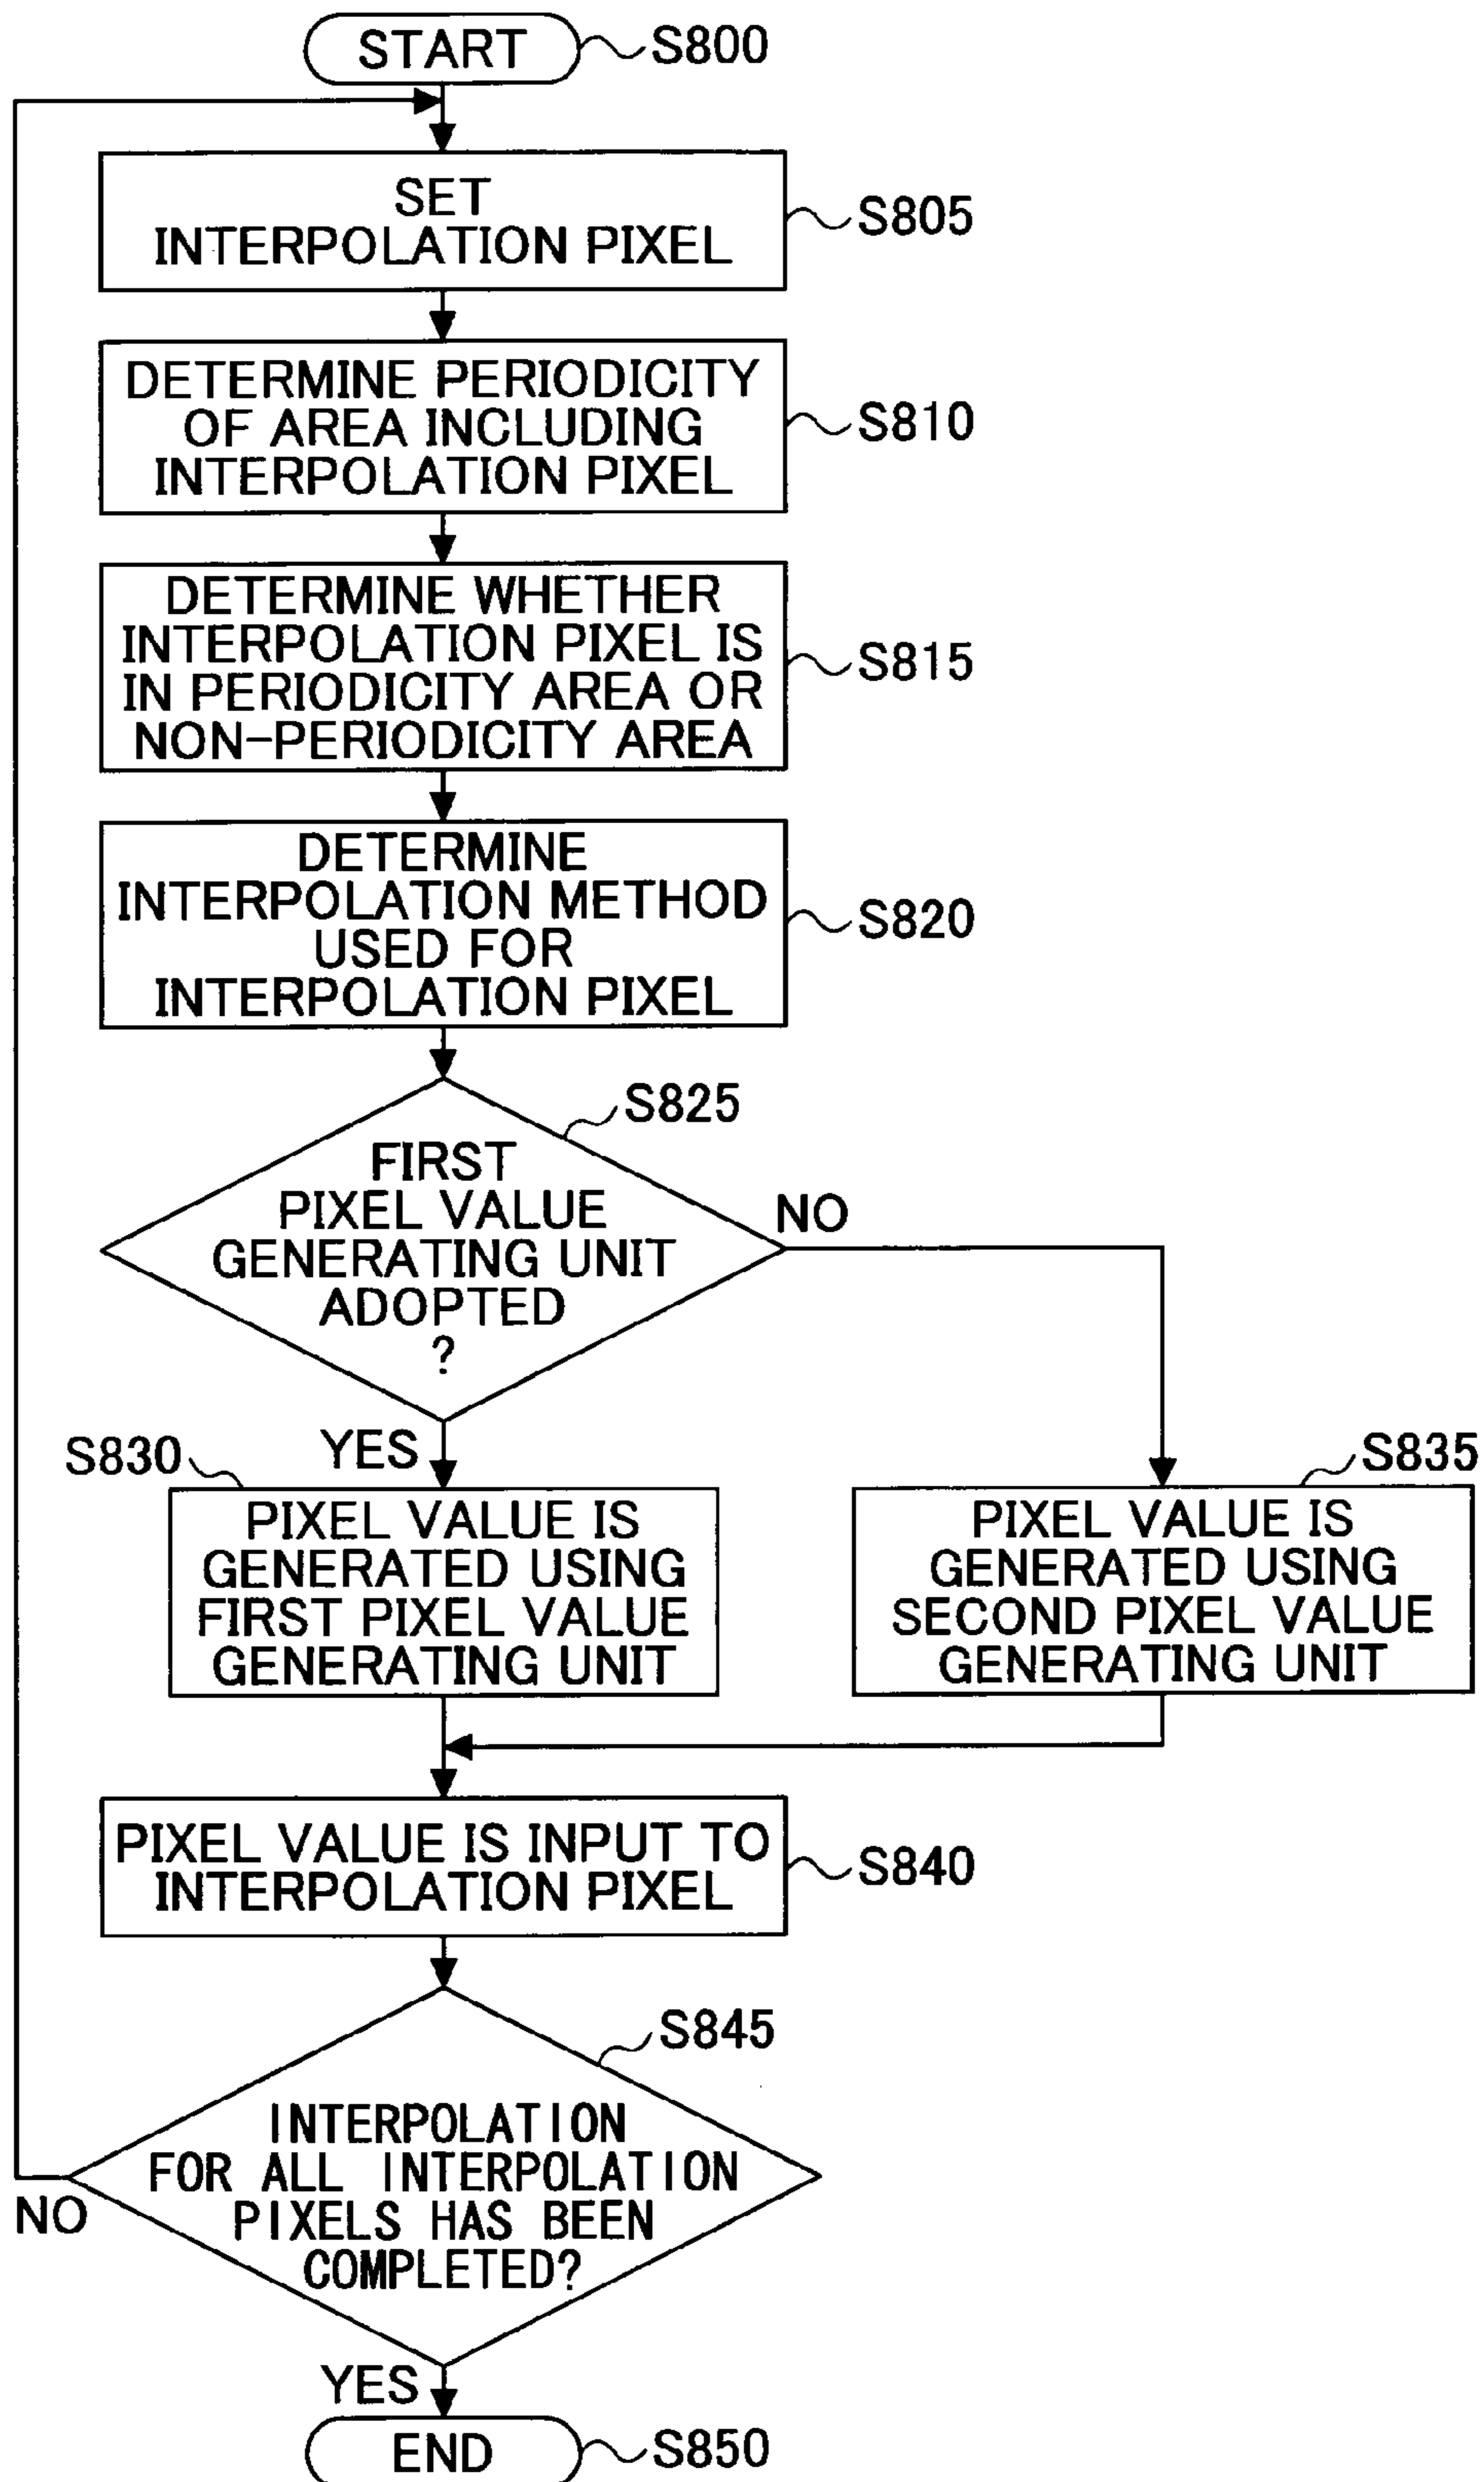 START
S800
SET
INTERPOLATION PIXEL
S805
DETERMINE PERIODICITY
OF AREA INCLUDING
INTERPOLATION PIXEL
S810
DETERMINE WHETHER
INTERPOLATION PIXEL IS
IN PERIODICITY AREA OR
NON-PERIODICITY AREA
S815
DETERMINE
INTERPOLATION METHOD
USED FOR
INTERPOLATION PIXEL
S820
S825
FIRST
PIXEL VALUE
GENERATING UNIT
ADOPTED
?
NO
YES
S830
PIXEL VALUE IS
GENERATED USING
FIRST PIXEL VALUE
GENERATING UNIT
S835
PIXEL VALUE IS
GENERATED USING
SECOND PIXEL VALUE
GENERATING UNIT
PIXEL VALUE IS INPUT TO
INTERPOLATION PIXEL
S840
S845
INTERPOLATION
FOR ALL INTERPOLATION
PIXELS HAS BEEN
COMPLETED?
NO
YES
END
S850